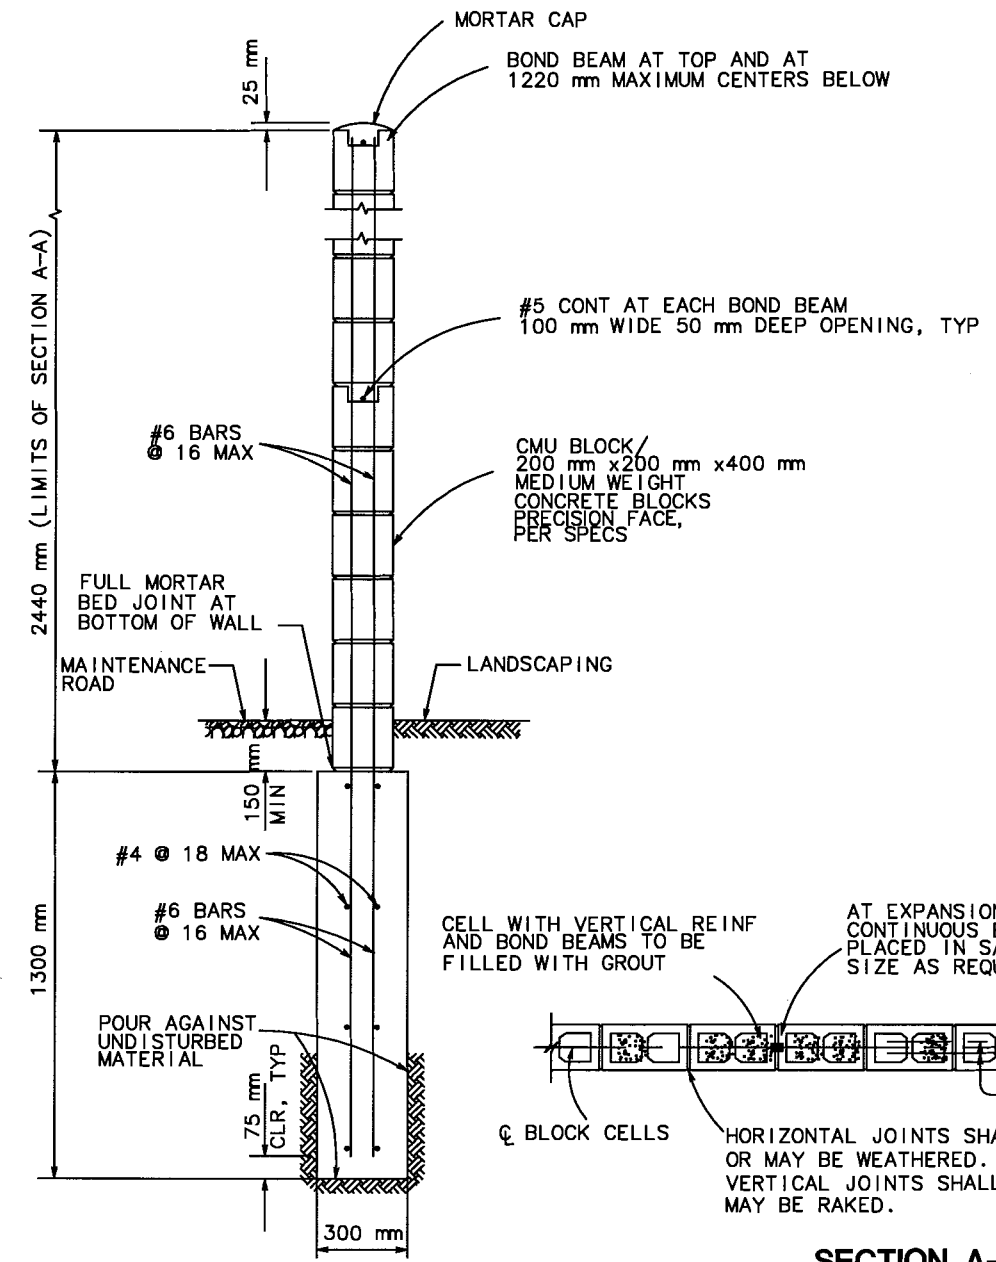 MORTAR CAP
BOND BEAM AT TOP AND AT
1220 mm MAXIMUM CENTERS BELOW
25 mm
2440 mm (LIMITS OF SECTION A-A)
#5 CONT AT EACH BOND BEAM
100 mm WIDE 50 mm DEEP OPENING, TYP
#6 BARS
@ 16 MAX
CMU BLOCK/
200 mm x200 mm x400 mm
MEDIUM WEIGHT
CONCRETE BLOCKS
PRECISION FACE,
PER SPECS
FULL MORTAR
BED JOINT AT
BOTTOM OF WALL
MAINTENANCE
ROAD
LANDSCAPING
150 mm
MIN
#4 @ 18 MAX
#6 BARS
@ 16 MAX
1300 mm
POUR AGAINST
UNDISTURBED
MATERIAL
75 mm
CLR, TYP
300 mm
CELL WITH VERTICAL REINF
AND BOND BEAMS TO BE
FILLED WITH GROUT
AT EXPANSION
CONTINUOUS
PLACED IN
SIZE AS
℄ BLOCK CELLS
HORIZONTAL JOINTS
OR MAY BE WEATHERED.
VERTICAL JOINTS SHALL
MAY BE RAKED.
SECTION A-